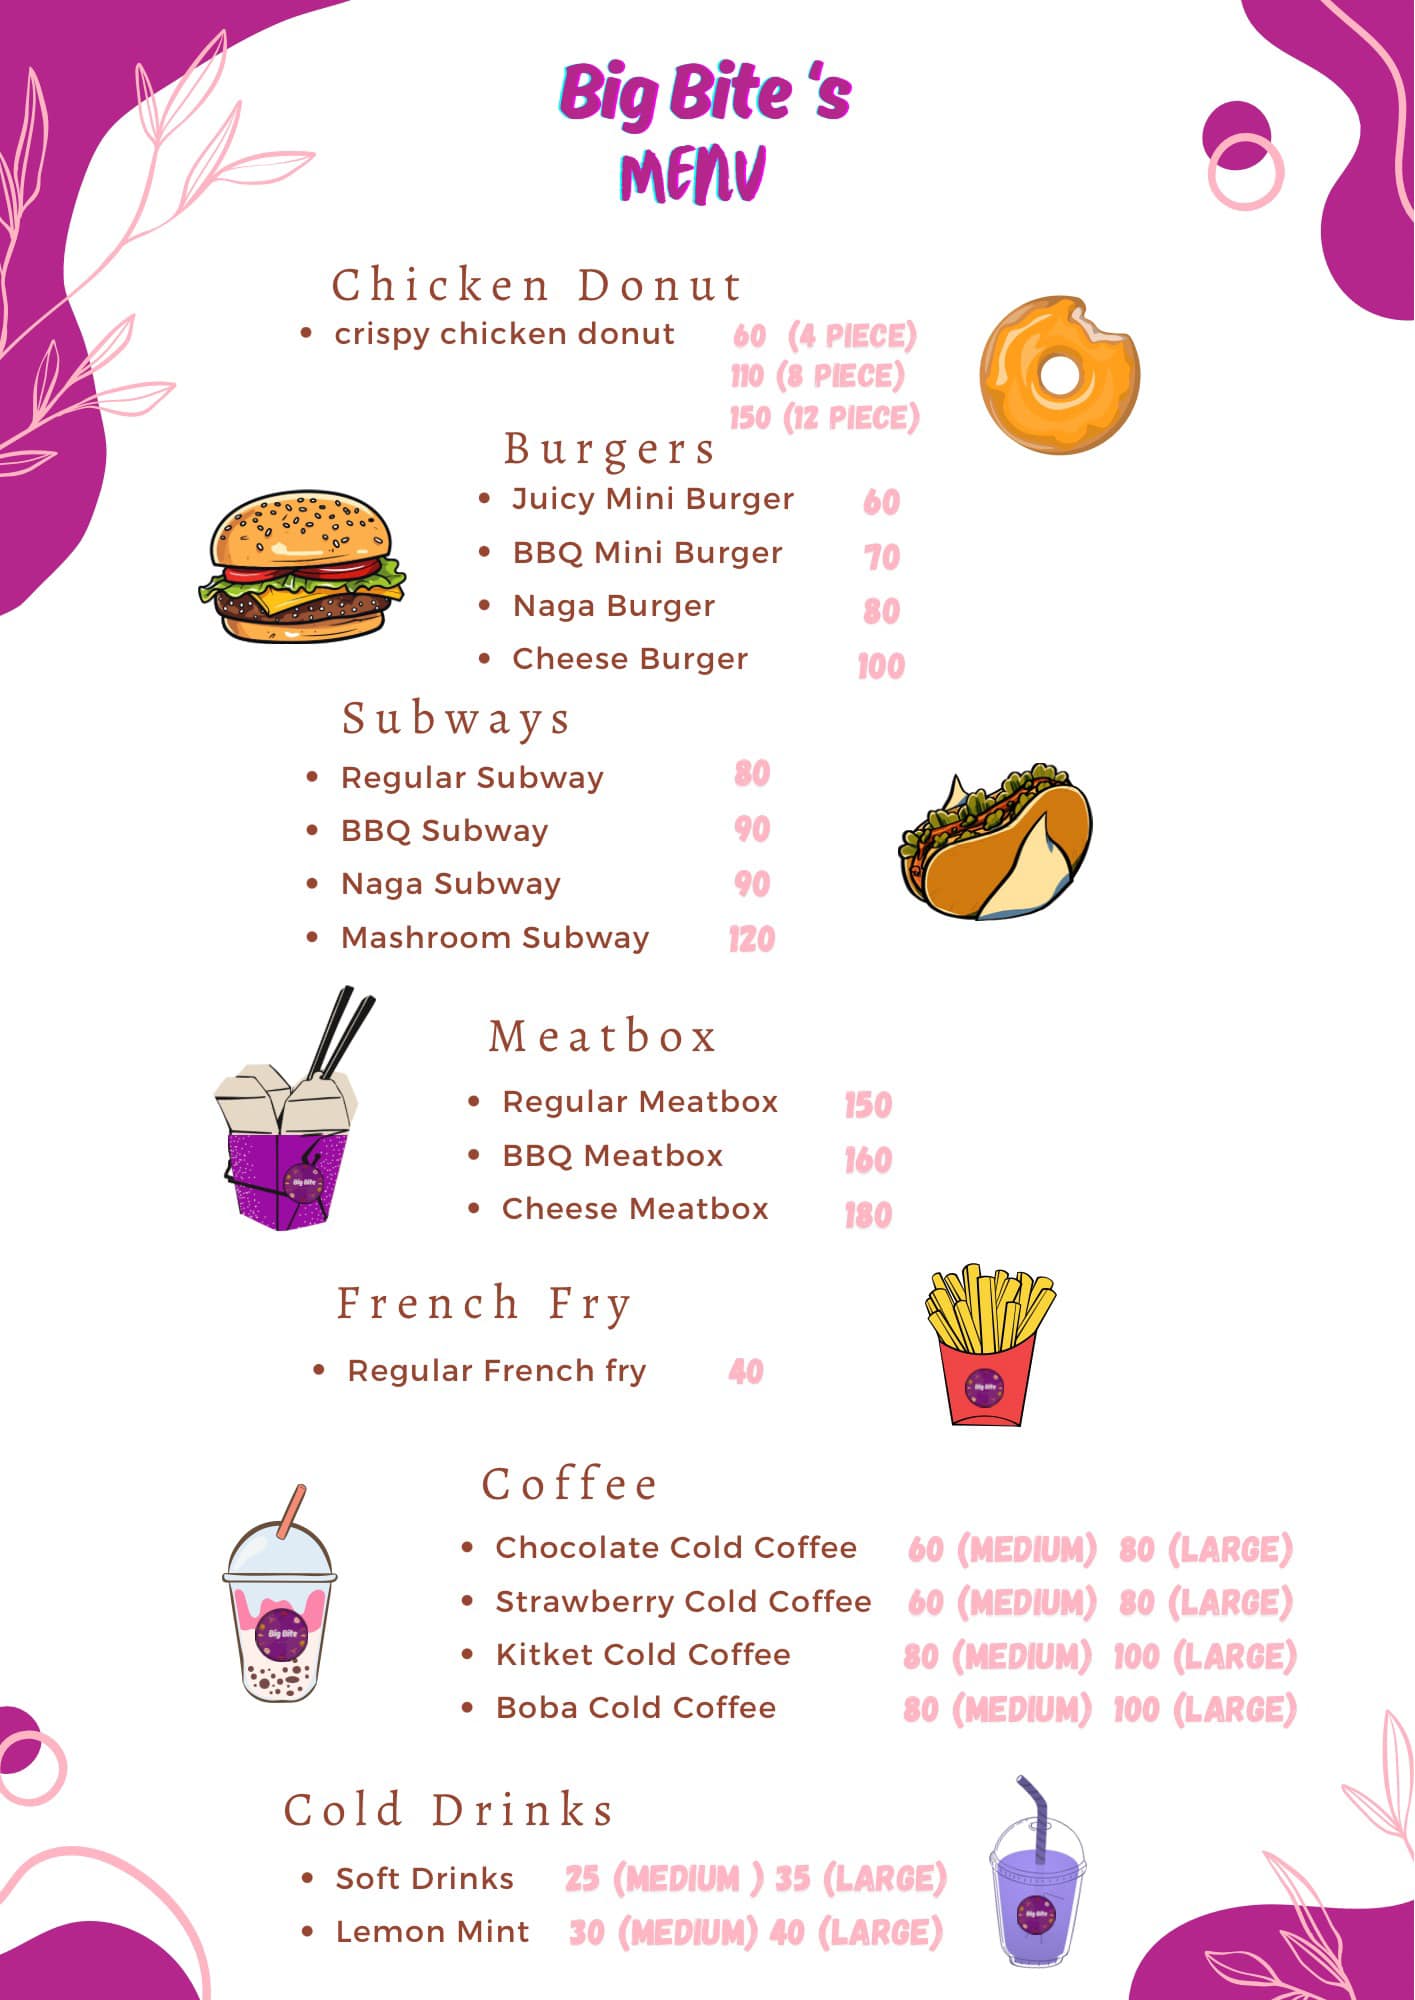 Big Bite 's
MENU
Chicken Donut
• crispy chicken donut 60 (4 PIECE)
110 (8 PIECE)
150 (12 PIECE)
Burgers
• Juicy Mini Burger 60
• BBQ Mini Burger 70
• Naga Burger 80
• Cheese Burger 100
Subways
• Regular Subway 80
• BBQ Subway 90
• Naga Subway 90
• Mashroom Subway 120
Meatbox
• Regular Meatbox 150
• BBQ Meatbox 160
• Cheese Meatbox 180
Big Bite
French Fry
• Regular French fry 40
Big Bite
Coffee
• Chocolate Cold Coffee 60 (MEDIUM) 80 (LARGE)
• Strawberry Cold Coffee 60 (MEDIUM) 80 (LARGE)
• Kitket Cold Coffee 80 (MEDIUM) 100 (LARGE)
• Boba Cold Coffee 80 (MEDIUM) 100 (LARGE)
Big Bite
Cold Drinks
• Soft Drinks 25 (MEDIUM ) 35 (LARGE)
• Lemon Mint 30 (MEDIUM) 40 (LARGE)
Big Bite